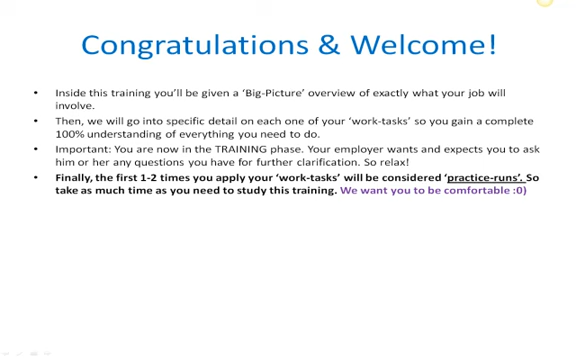 Congratulations & Welcome!
• Inside this training you'll be given a 'Big-Picture' overview of exactly what your job will
involve.
• Then, we will go into specific detail on each one of your 'work-tasks' so you gain a complete
100% understanding of everything you need to do.
• Important: You are now in the TRAINING phase. Your employer wants and expects you to ask
him or her any questions you have for further clarification. So relax!
• Finally, the first 1-2 times you apply your 'work-tasks' will be considered 'practice-runs'. So
take as much time as you need to study this training. We want you to be comfortable :0)